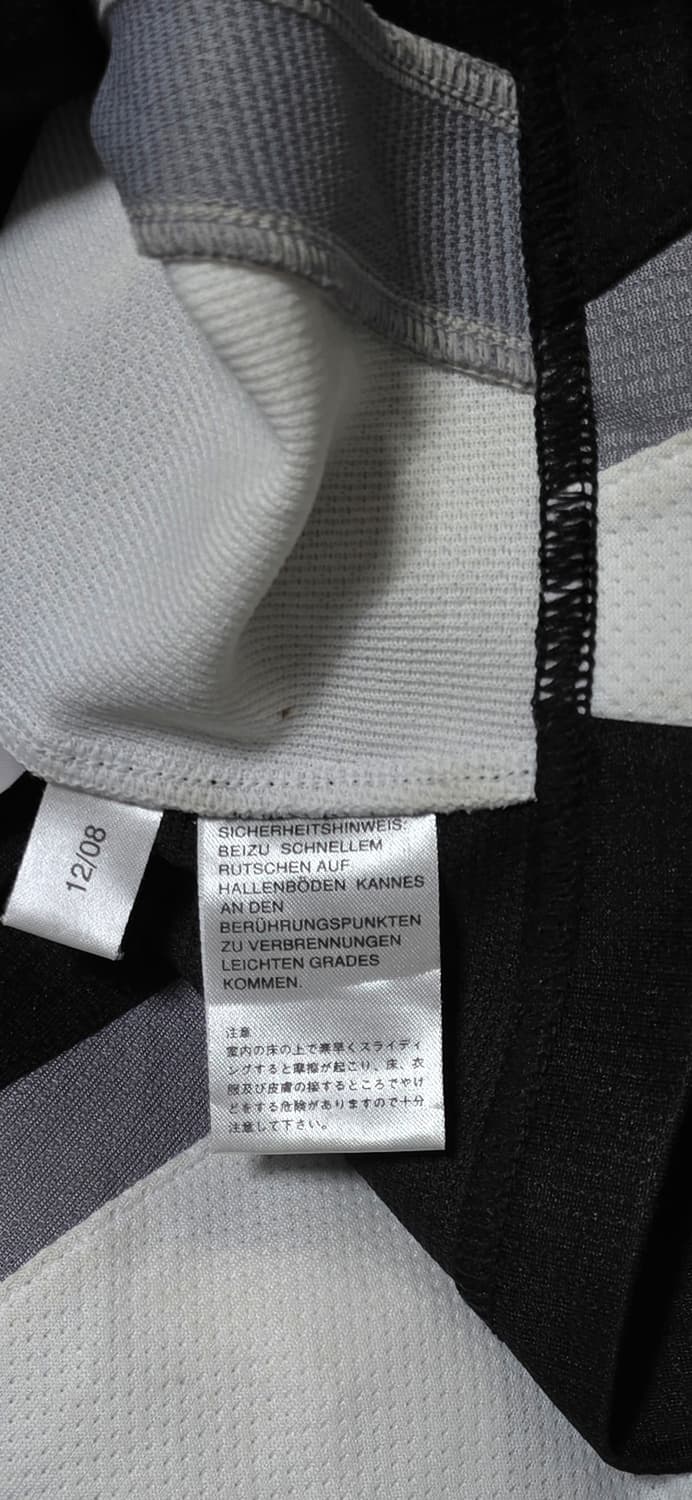 12/08
SICHERHEITSHINWEIS:
BEIZU SCHNELLEM
RUTSCHEN AUF
HALLENBÖDEN KANNES
AN DEN
BERÜHRUNGSPUNKTEN
ZU VERBRENNUNGEN
LEICHTEN GRADES
KOMMEN.
注意
室内の床の上で素早くスライディ
ングすると摩擦が起こり、床、衣
服及び皮膚の接するところでやけ
どをする危険がありますので十分
注意して下さい。